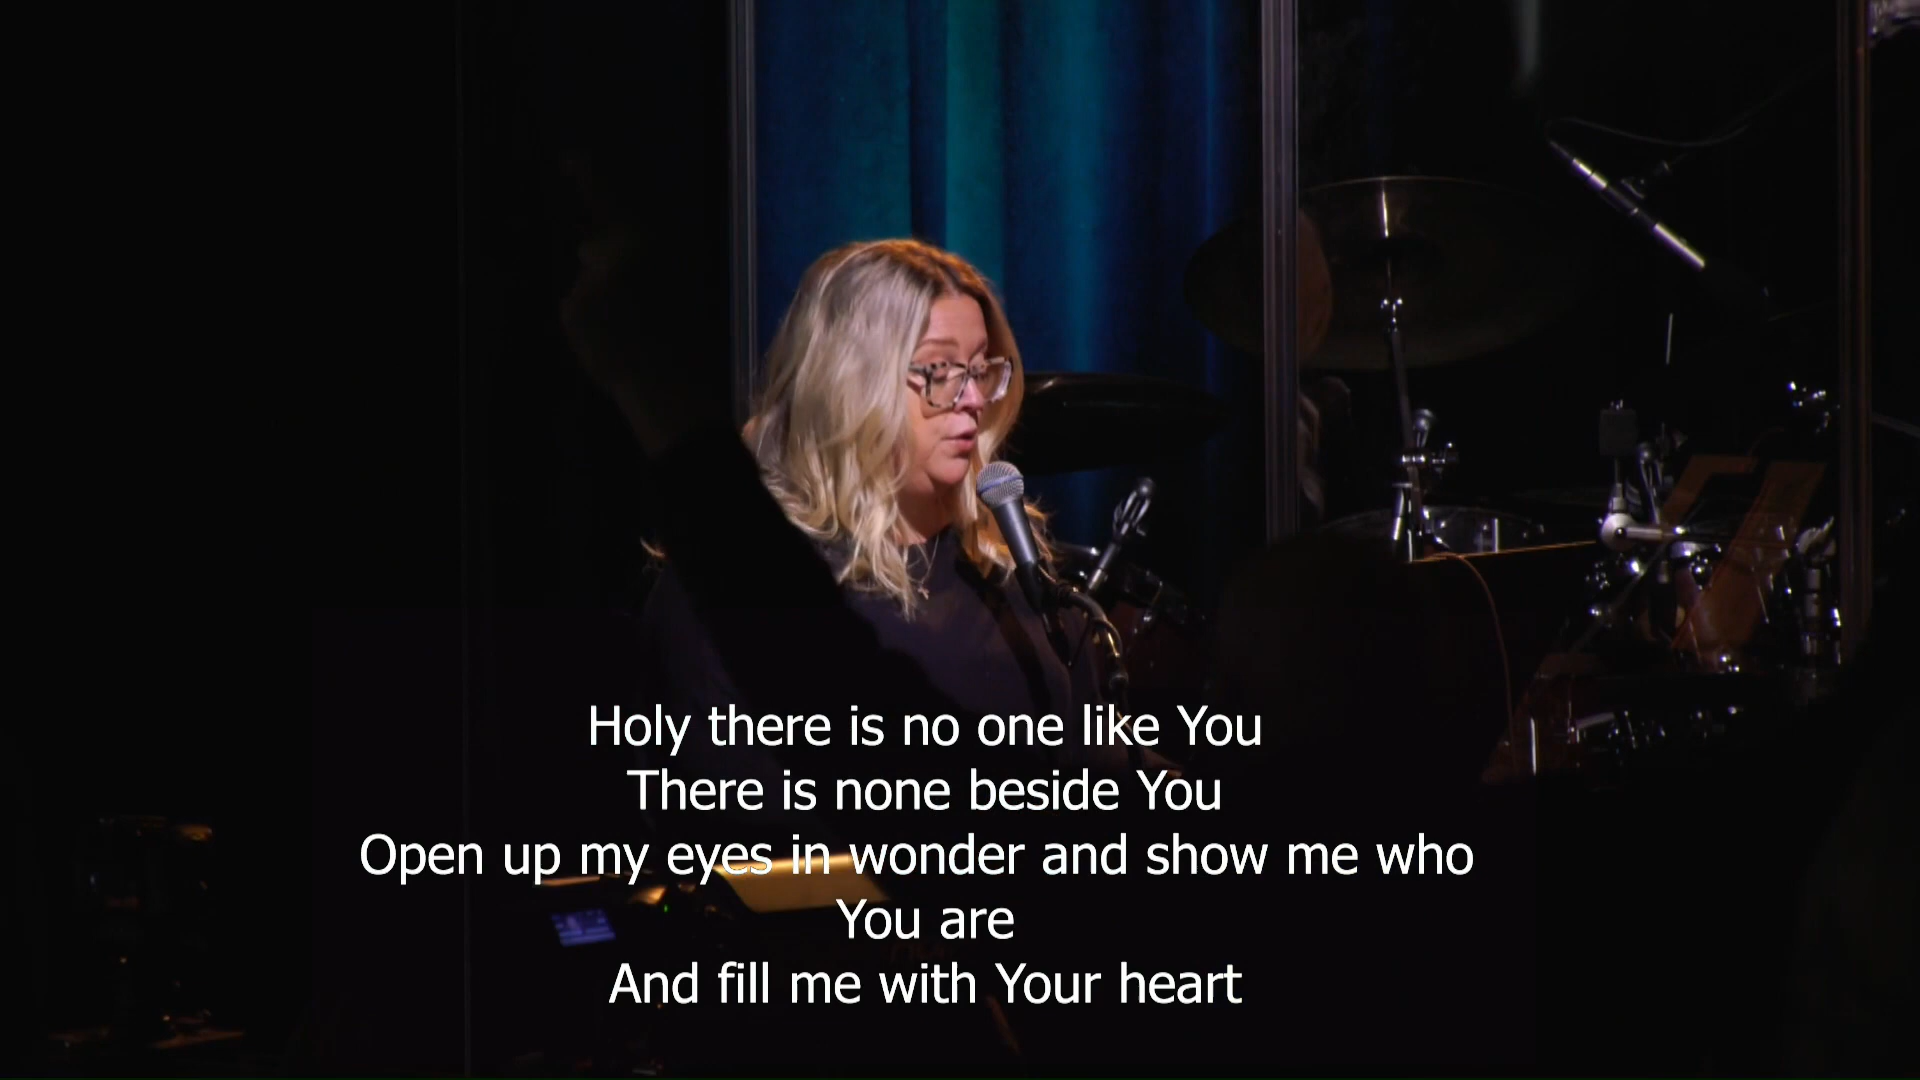 Holy there is no one like You
There is none beside You
Open up my eyes in wonder and show me who
You are
And fill me with Your heart